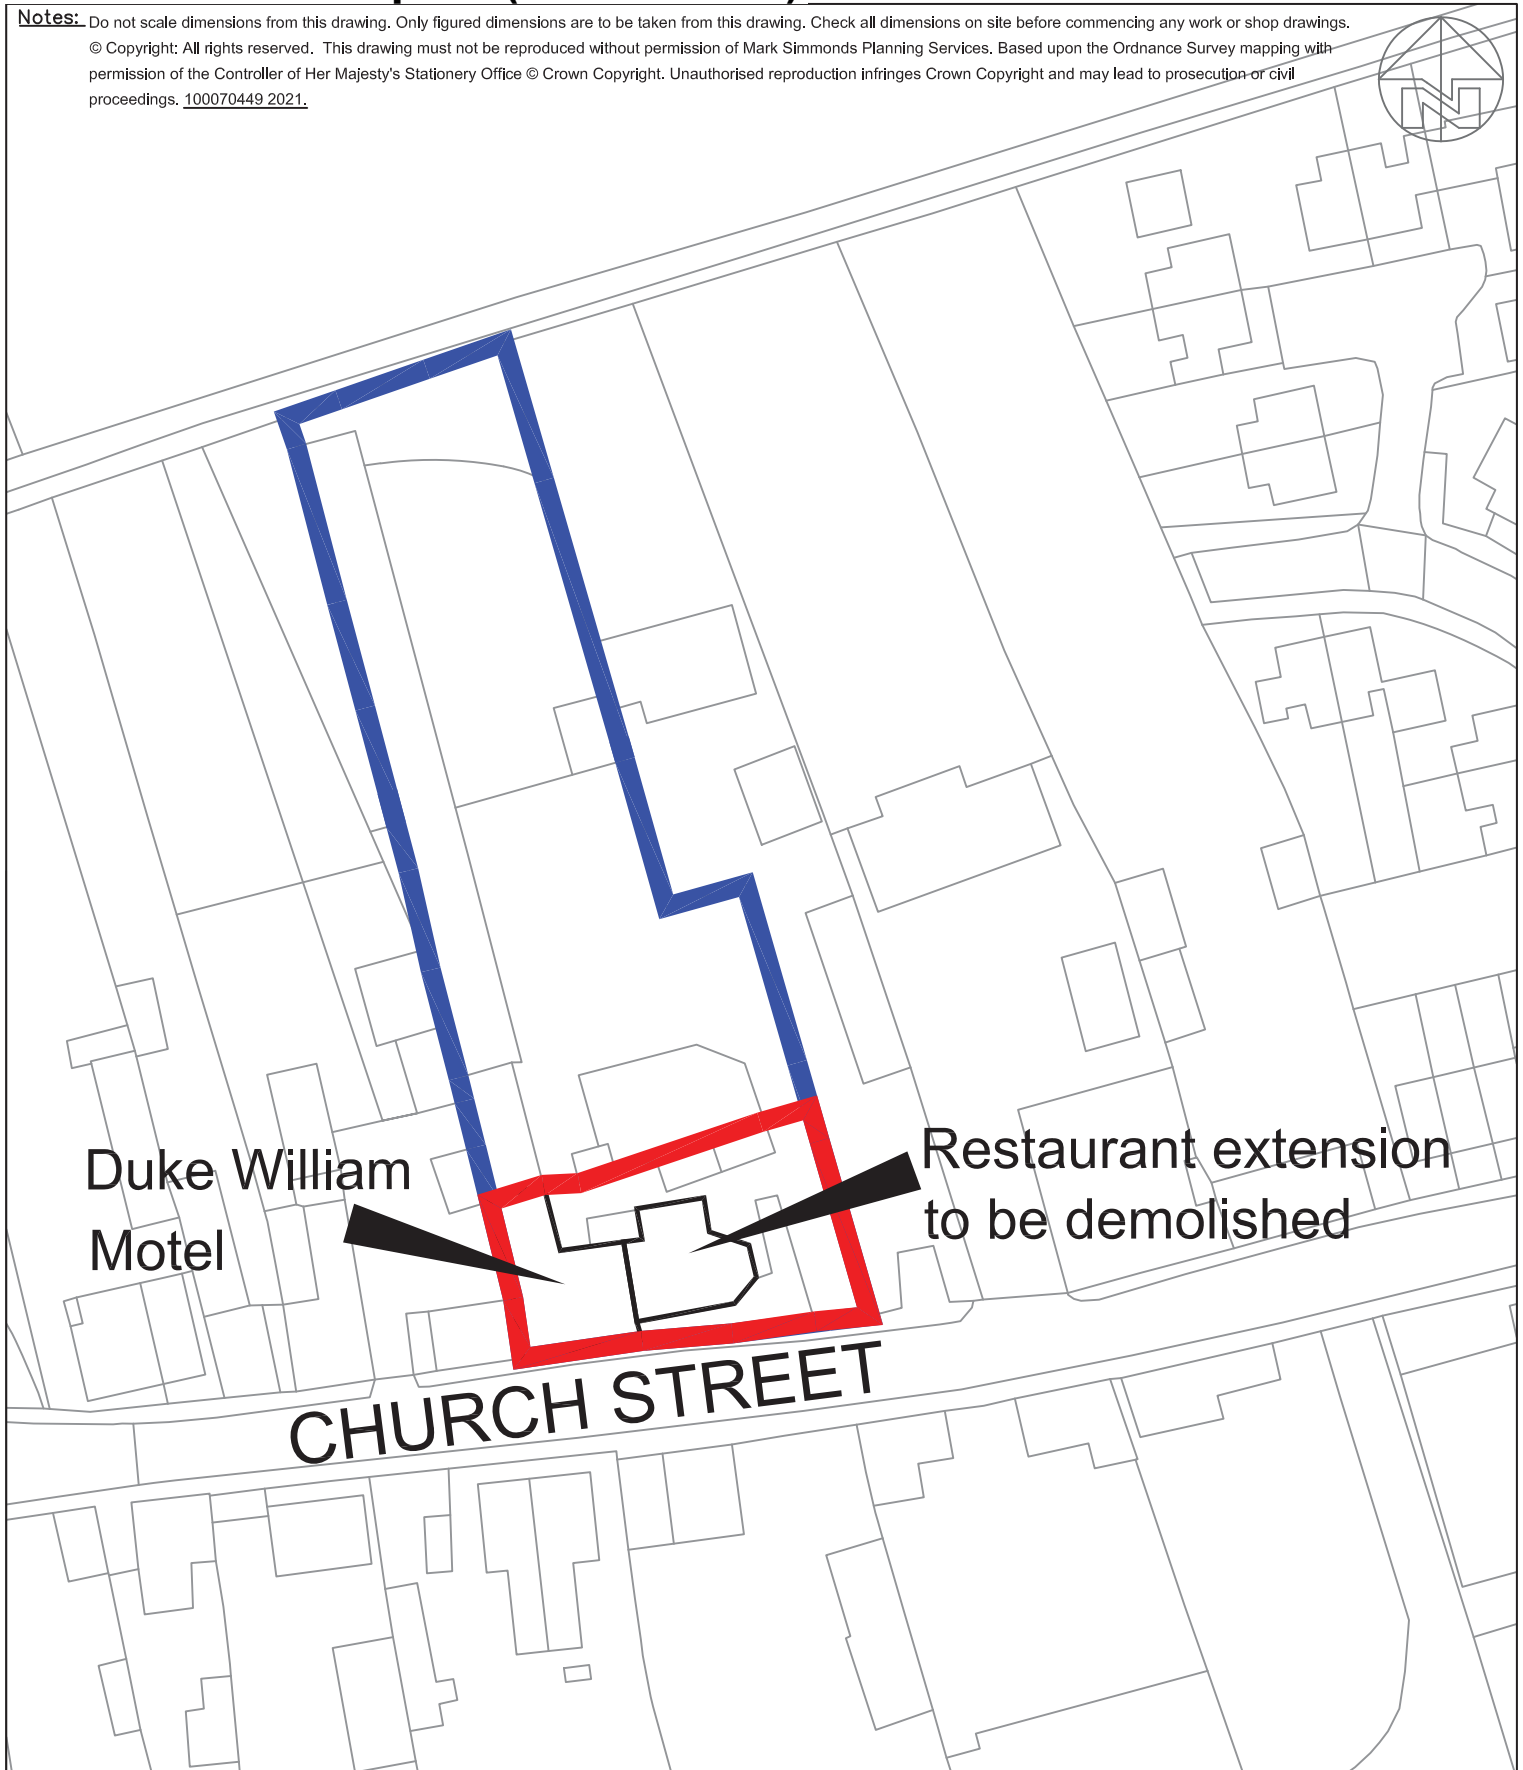 Notes: Do not scale dimensions from this drawing. Only figured dimensions are to be taken from this drawing. Check all dimensions on site before commencing any work or shop drawings.
© Copyright: All rights reserved. This drawing must not be reproduced without permission of Mark Simmonds Planning Services. Based upon the Ordnance Survey mapping with
permission of the Controller of Her Majesty's Stationery Office © Crown Copyright. Unauthorised reproduction infringes Crown Copyright and may lead to prosecution or civil
proceedings. 100070449 2021.
N
Duke William
Motel
Restaurant extension
to be demolished
CHURCH STREET